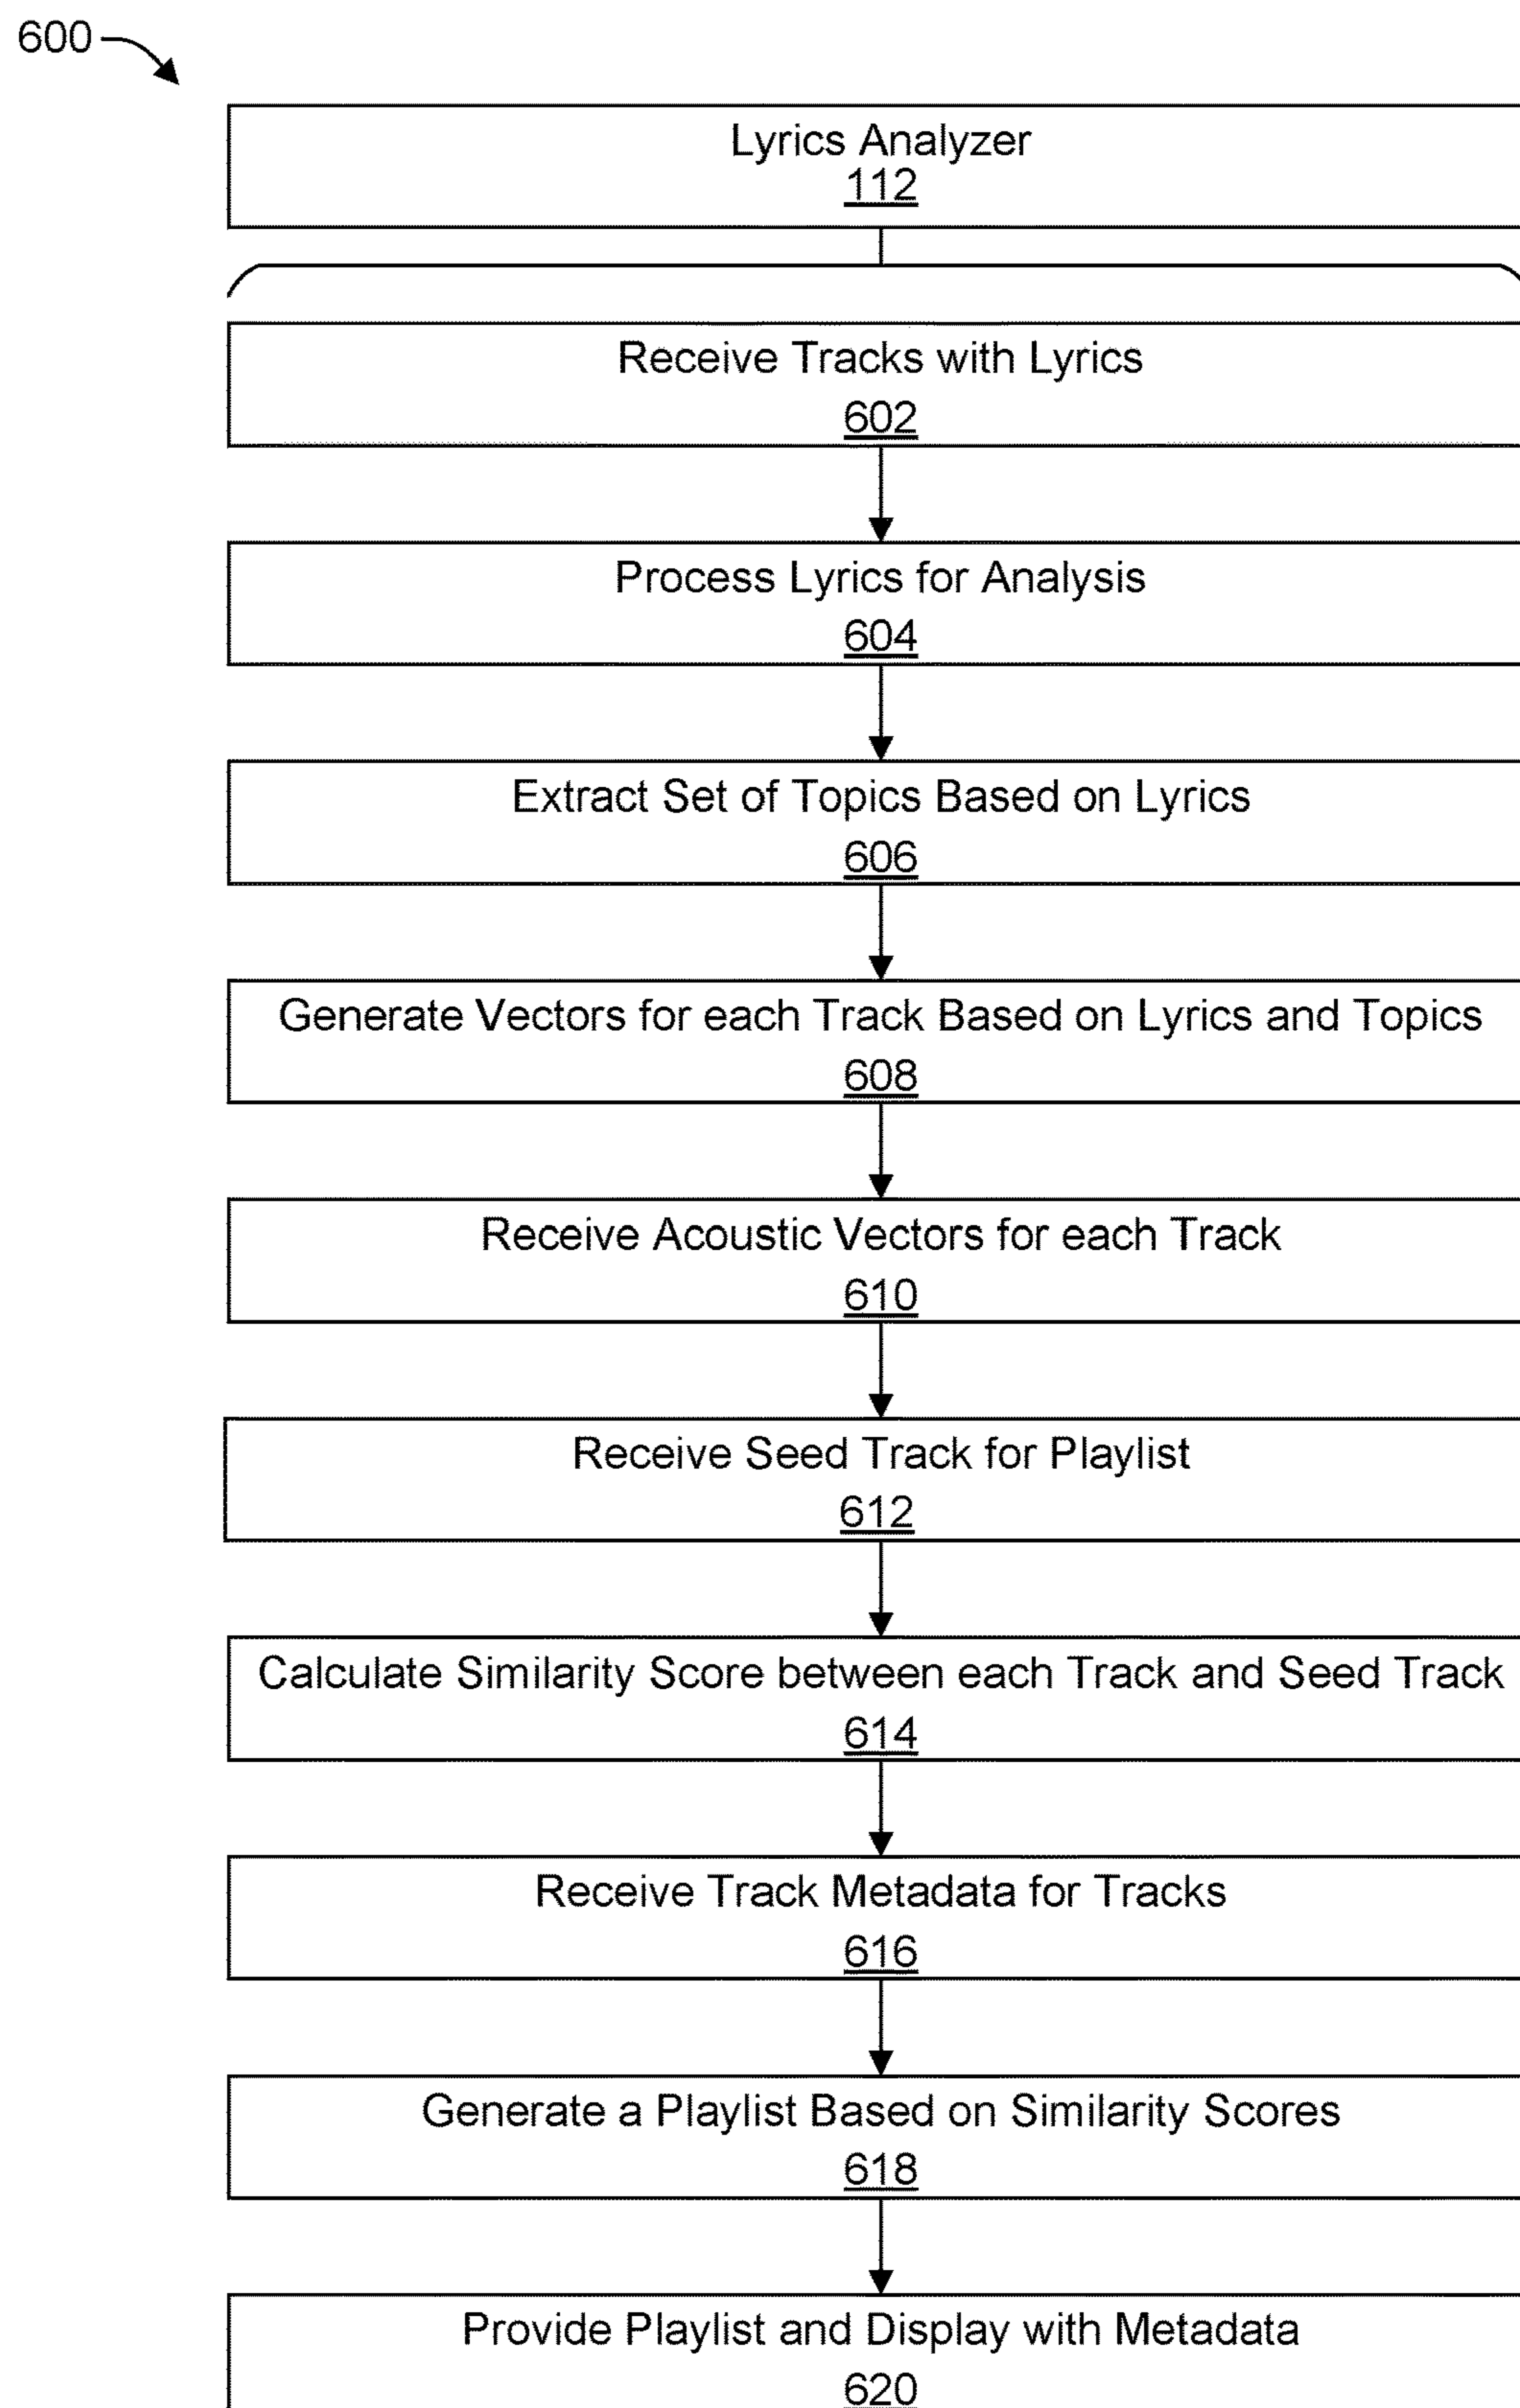 600
Lyrics Analyzer
112
Receive Tracks with Lyrics
602
Process Lyrics for Analysis
604
Extract Set of Topics Based on Lyrics
606
Generate Vectors for each Track Based on Lyrics and Topics
608
Receive Acoustic Vectors for each Track
610
Receive Seed Track for Playlist
612
Calculate Similarity Score between each Track and Seed Track
614
Receive Track Metadata for Tracks
616
Generate a Playlist Based on Similarity Scores
618
Provide Playlist and Display with Metadata
620